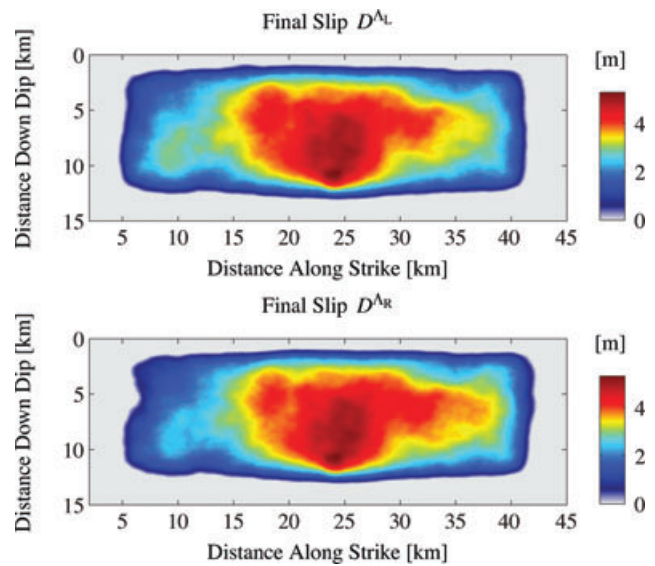 Final Slip D^ΛL
Distance Down Dip [km]
0
5
10
15
5 10 15 20 25 30 35 40 45
Distance Along Strike [km]
[m]
4
2
0
Final Slip D^ΛR
Distance Down Dip [km]
0
5
10
15
5 10 15 20 25 30 35 40 45
Distance Along Strike [km]
[m]
4
2
0